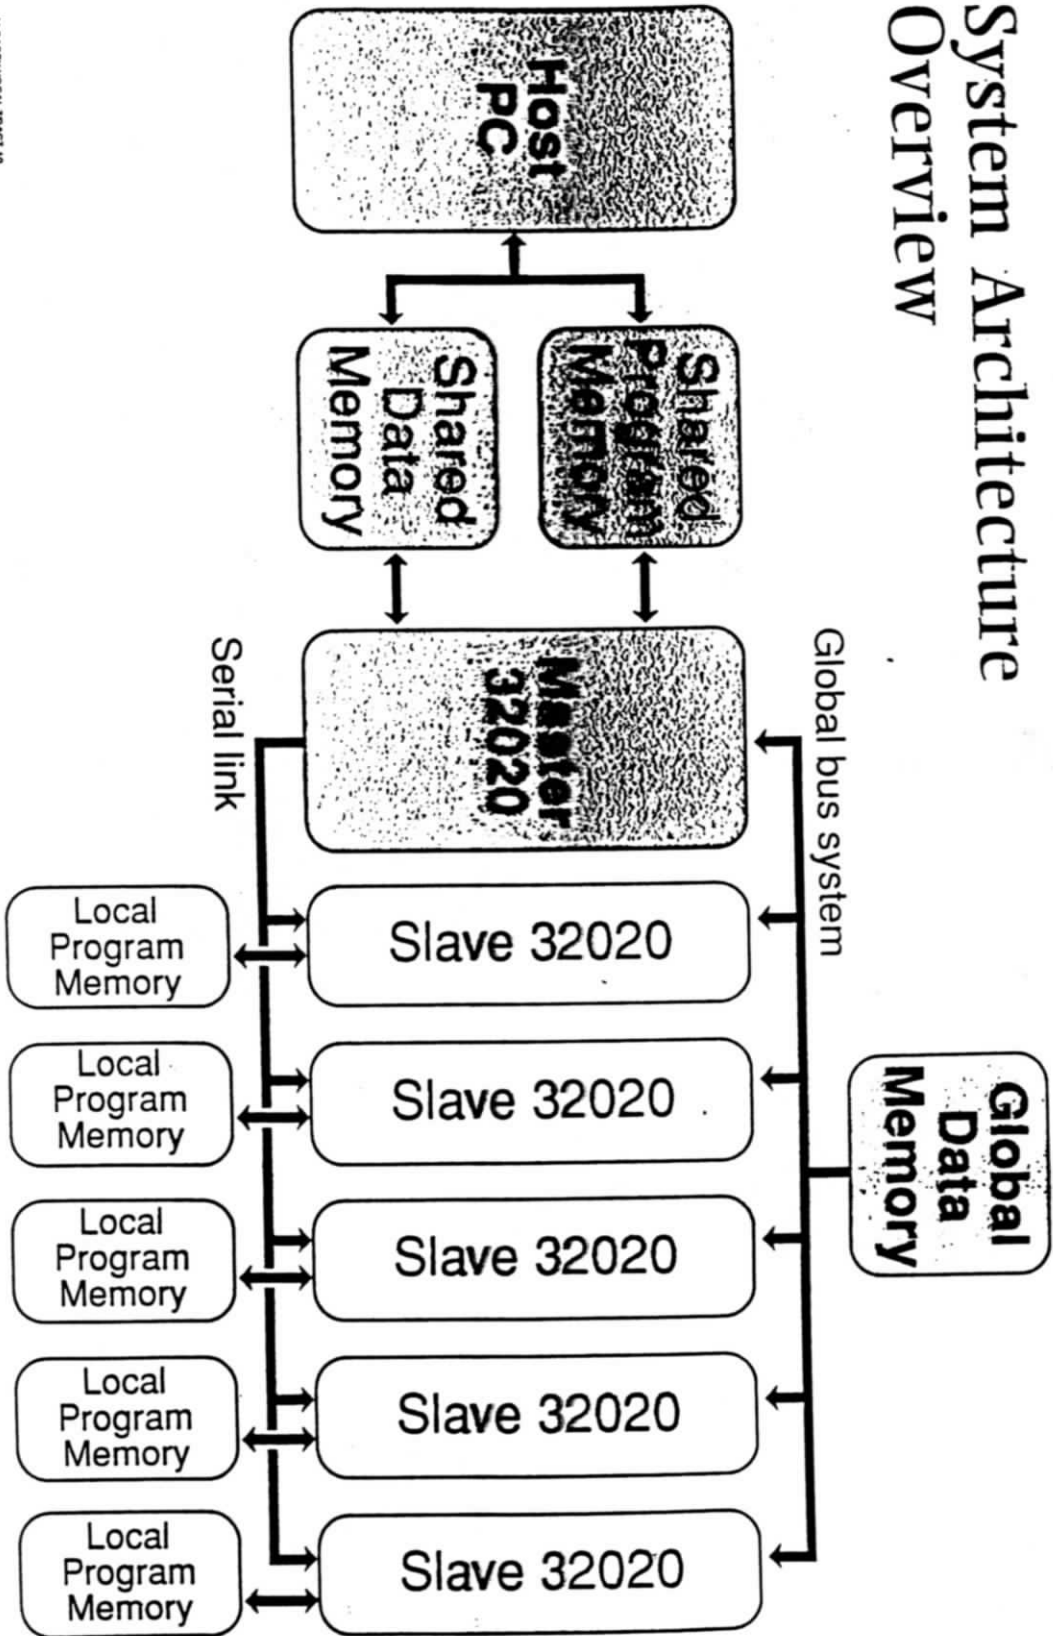 System Architecture
Overview
Host
PC
Shared
Program
Memory
Shared
Data
Memory
Master
32020
Global bus system
Serial link
Global
Data
Memory
Slave 32020
Slave 32020
Slave 32020
Slave 32020
Slave 32020
Local
Program
Memory
Local
Program
Memory
Local
Program
Memory
Local
Program
Memory
Local
Program
Memory